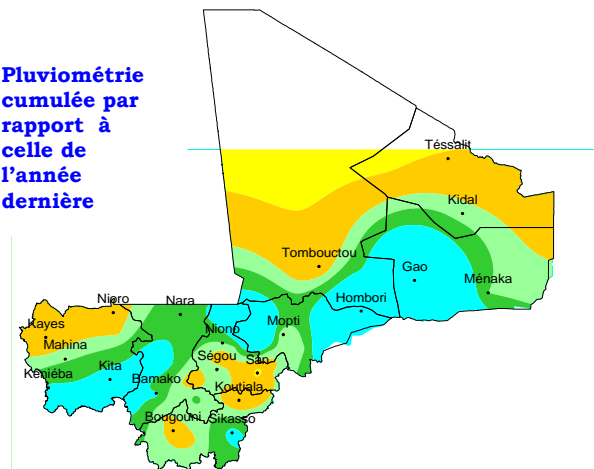 Pluviométrie
cumulée par
rapport à
celle de
l'année
dernière
Téssalit
Kidal
Tombouctou
Gao
Ménaka
Hombori
Nioro
Nara
Kayes
Niono
Mopti
Mahina
Ségou
San
Kéniéba
Kita
Bamako
Koutiala
Bougouni
Sikasso